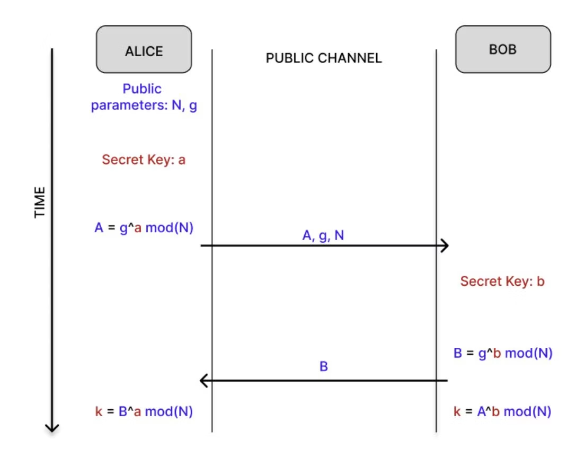 ALICE
PUBLIC CHANNEL
BOB
Public
parameters: N, g
Secret Key: a
TIME
A = g^a mod(N)
A, g, N
Secret Key: b
B = g^b mod(N)
B
k = B^a mod(N)
k = A^b mod(N)